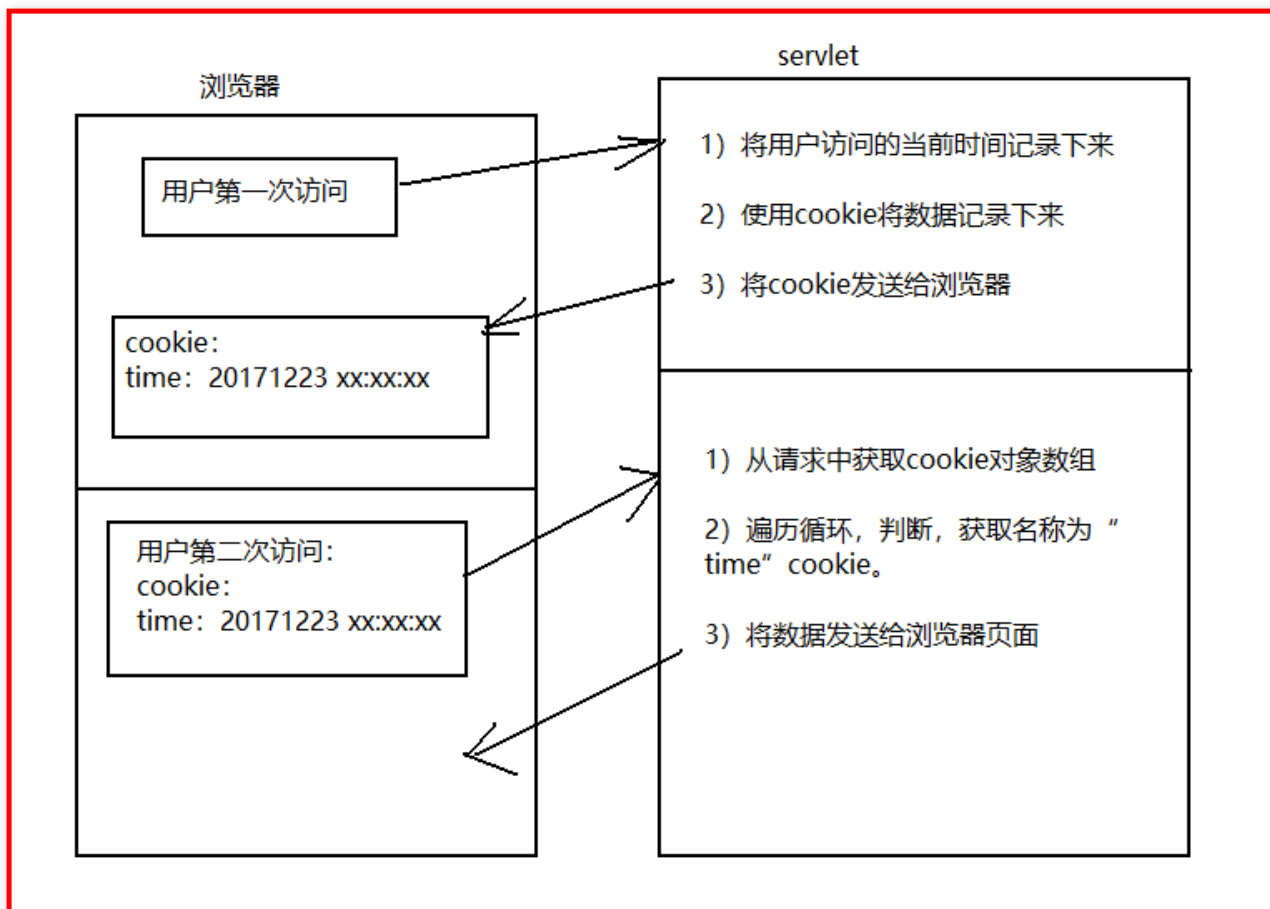 浏览器
用户第一次访问
cookie：
time：20171223 xx:xx:xx
用户第二次访问：
cookie：
time：20171223 xx:xx:xx
servlet
1）将用户访问的当前时间记录下来
2）使用cookie将数据记录下来
3）将cookie发送给浏览器
1）从请求中获取cookie对象数组
2）遍历循环，判断，获取名称为“
time”cookie。
3）将数据发送给浏览器页面